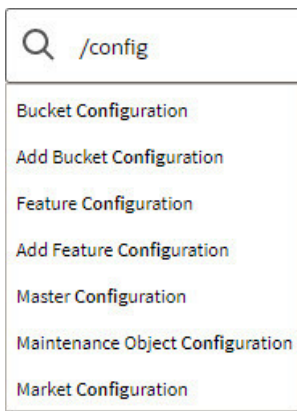 /config
Bucket Configuration
Add Bucket Configuration
Feature Configuration
Add Feature Configuration
Master Configuration
Maintenance Object Configuration
Market Configuration